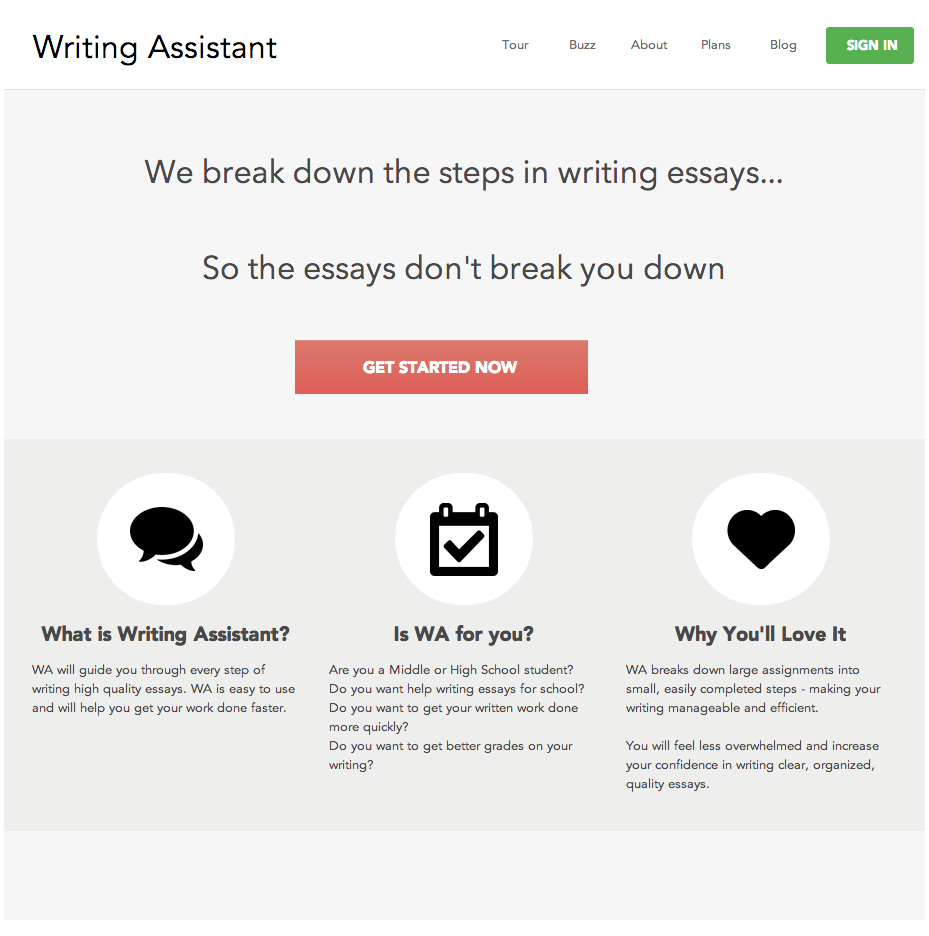 Writing Assistant
Tour Buzz About Plans Blog SIGN IN
We break down the steps in writing essays...
So the essays don't break you down
GET STARTED NOW
What is Writing Assistant?
WA will guide you through every step of
writing high quality essays. WA is easy to use
and will help you get your work done faster.
Is WA for you?
Are you a Middle or High School student?
Do you want help writing essays for school?
Do you want to get your written work done
more quickly?
Do you want to get better grades on your
writing?
Why You'll Love It
WA breaks down large assignments into
small, easily completed steps - making your
writing manageable and efficient.
You will feel less overwhelmed and increase
your confidence in writing clear, organized,
quality essays.